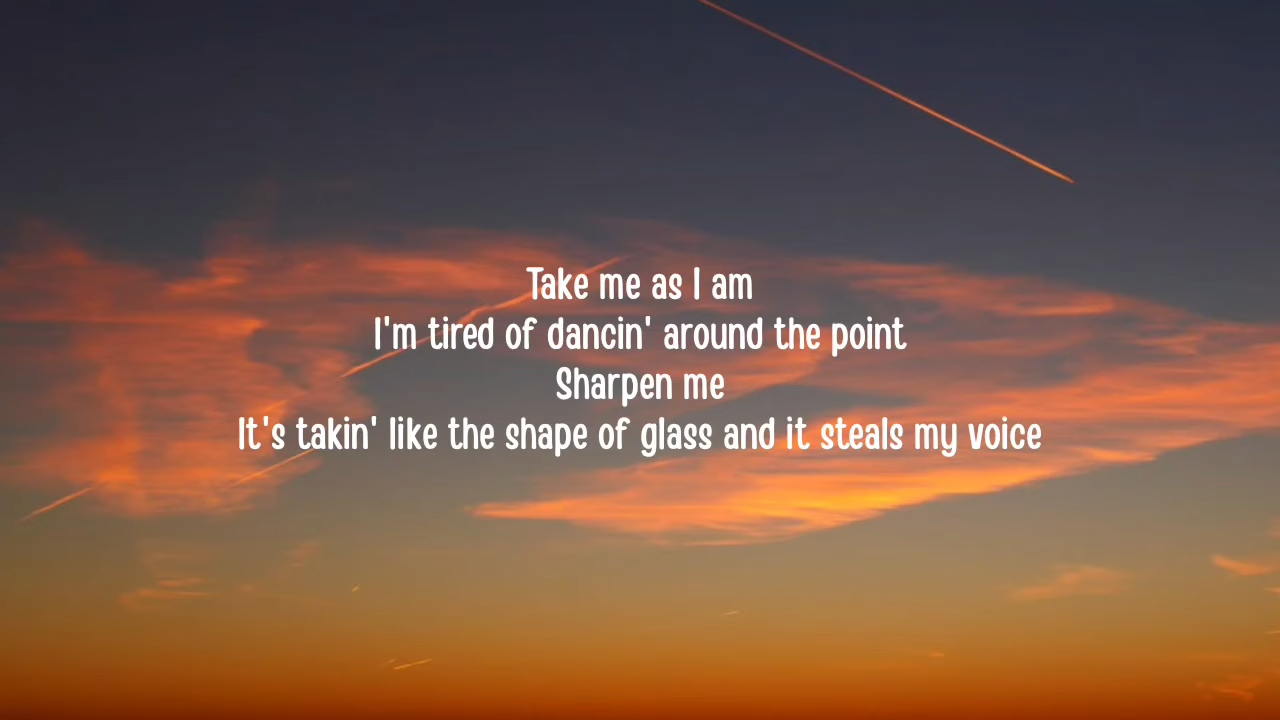 Take me as I am
I'm tired of dancin' around the point
Sharpen me
It's takin' like the shape of glass and it steals my voice